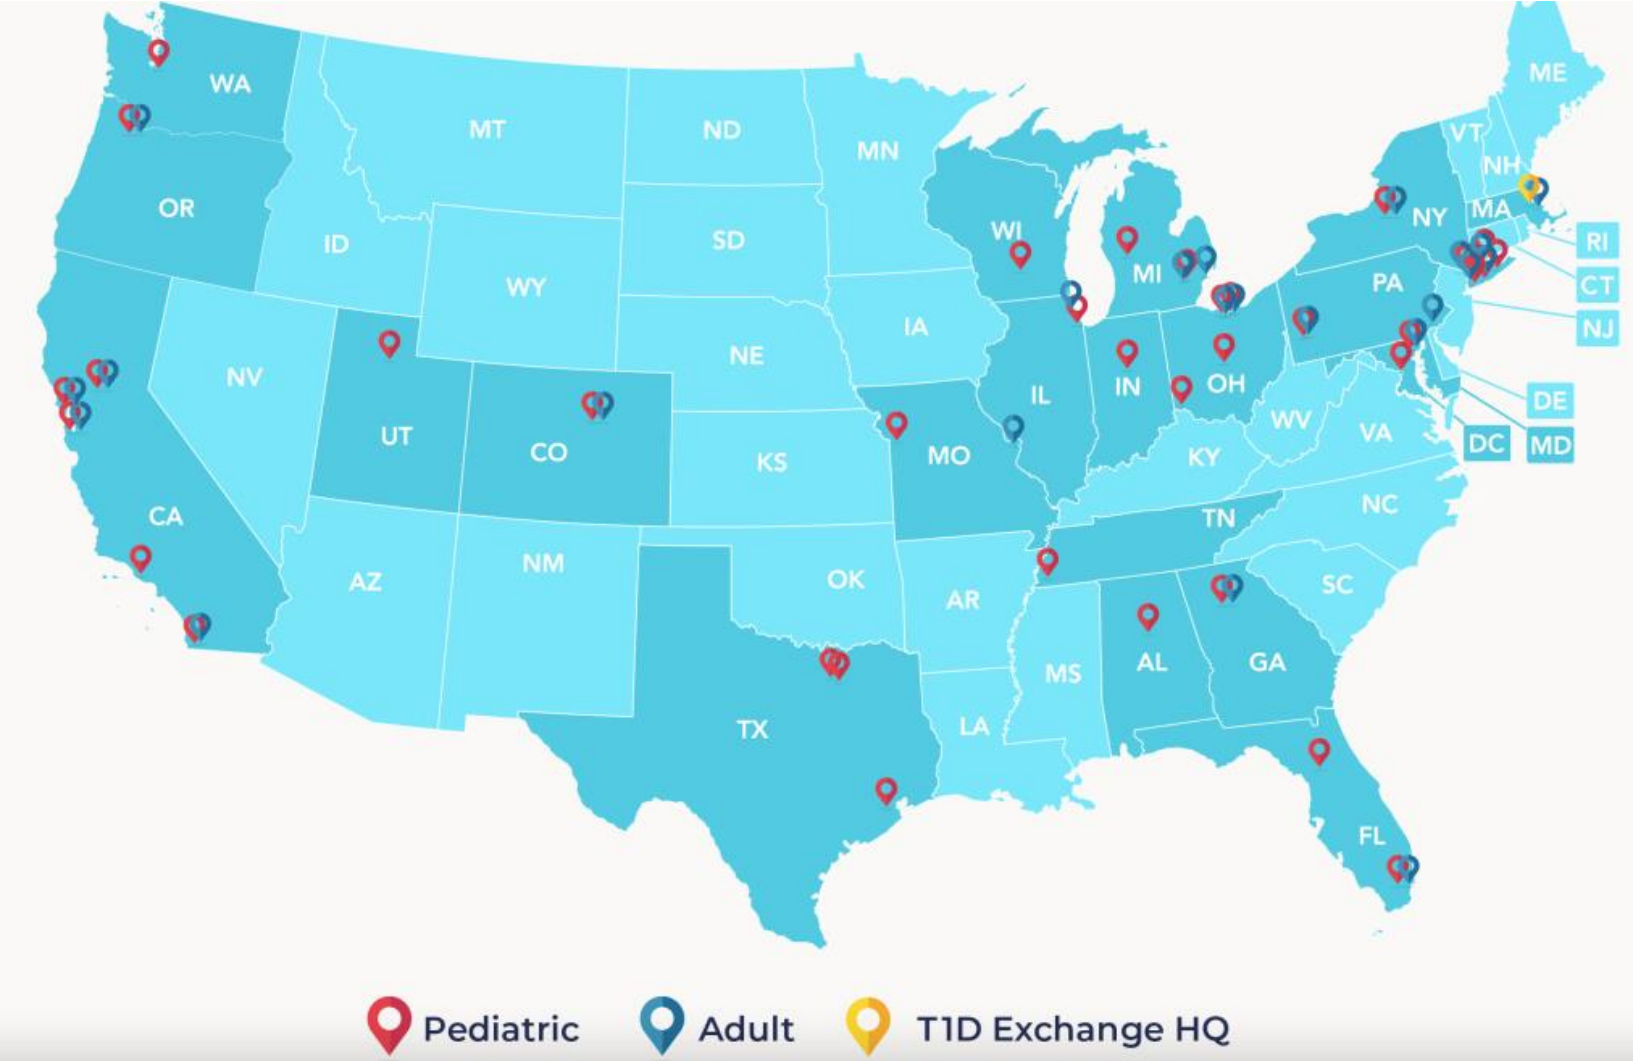 WA
MT
ND
MN
ME
VT
NH
OR
ID
SD
WI
MI
NY
MA
RI
WY
IA
PA
CT
NJ
NV
NE
IL
IN
OH
DE
UT
CO
KS
MO
KY
WV
VA
DC
MD
CA
AZ
NM
OK
AR
TN
NC
SC
TX
LA
MS
AL
GA
FL
Pediatric
Adult
T1D Exchange HQ